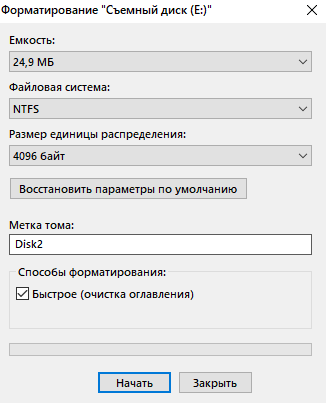 Форматирование "Съемный диск (E:)"
Емкость:
24,9 МБ
Файловая система:
NTFS
Размер единицы распределения:
4096 байт
Восстановить параметры по умолчанию
Метка тома:
Disk2
Способы форматирования:
Быстрое (очистка оглавления)
Начать
Закрыть